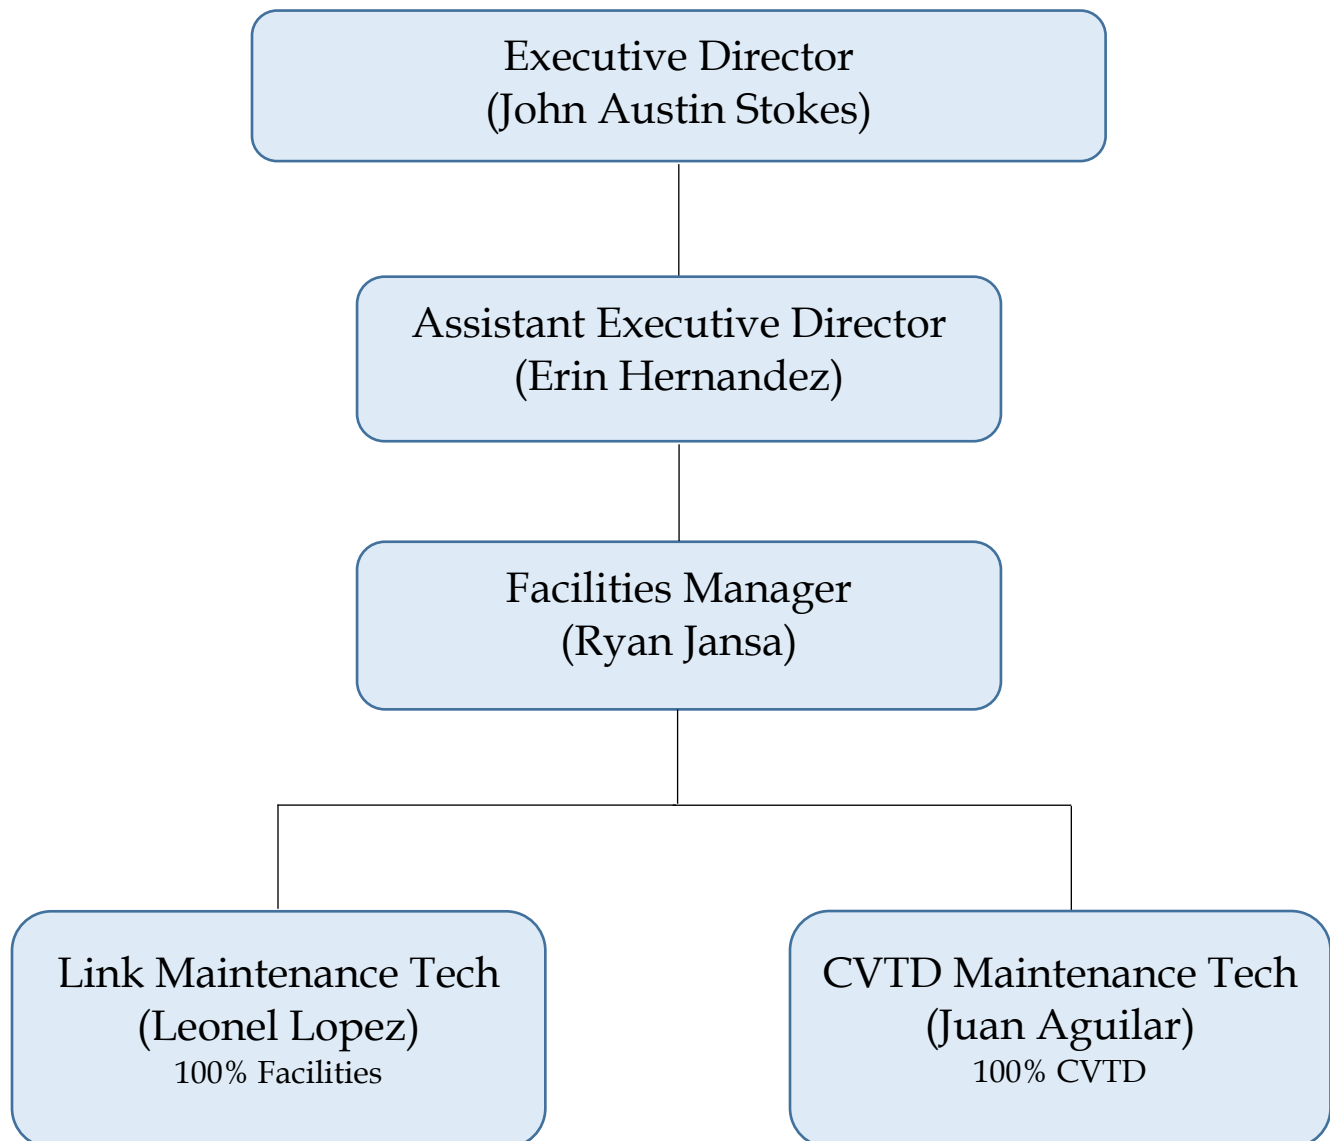 Executive Director
(John Austin Stokes)
Assistant Executive Director
(Erin Hernandez)
Facilities Manager
(Ryan Jansa)
Link Maintenance Tech
(Leonel Lopez)
100% Facilities
CVTD Maintenance Tech
(Juan Aguilar)
100% CVTD